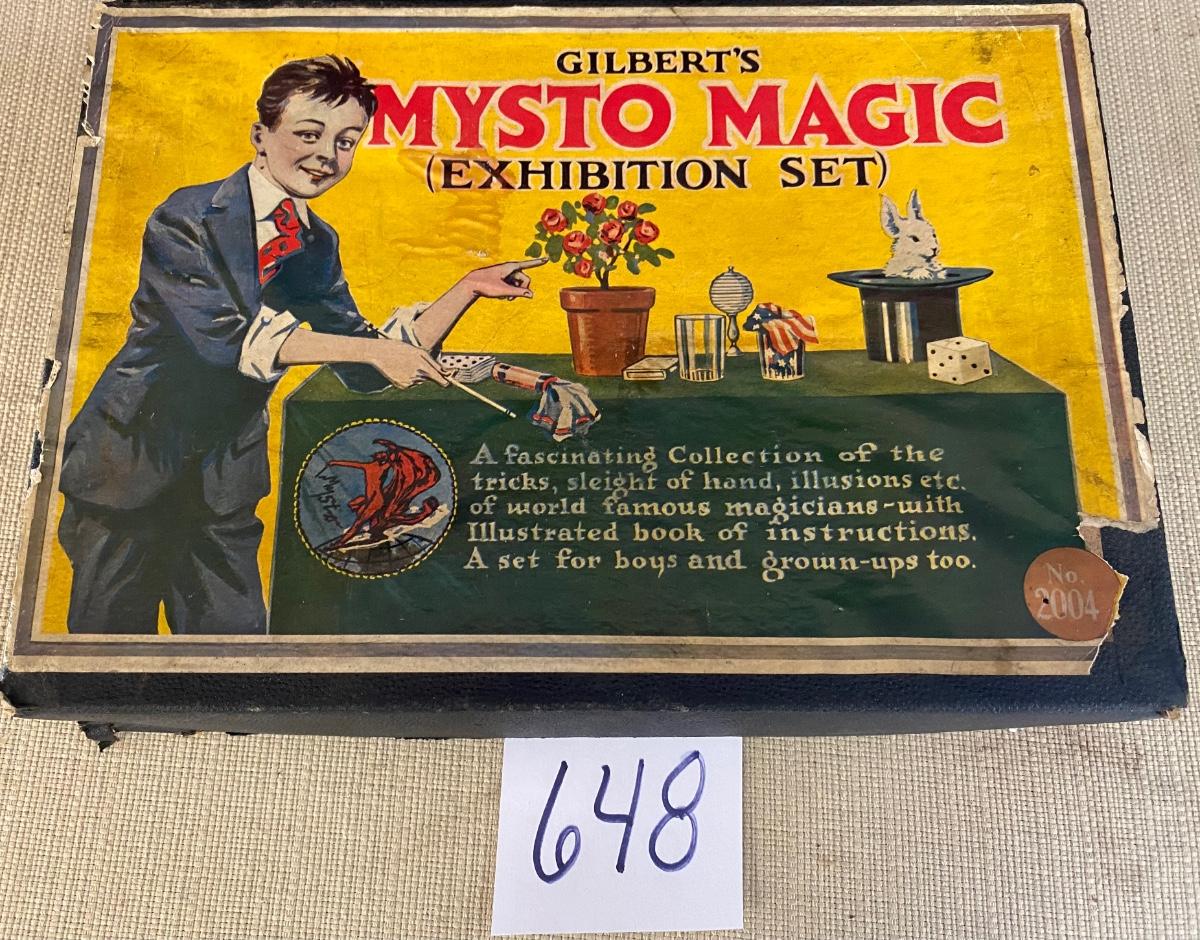 GILBERT'S
MYSTO MAGIC
(EXHIBITION SET)
A fascinating Collection of the
tricks, sleight of hand, illusions etc.
of world famous magicians-with
Illustrated book of instructions.
A set for boys and grown-ups too.
Mysto
No.
2004
648